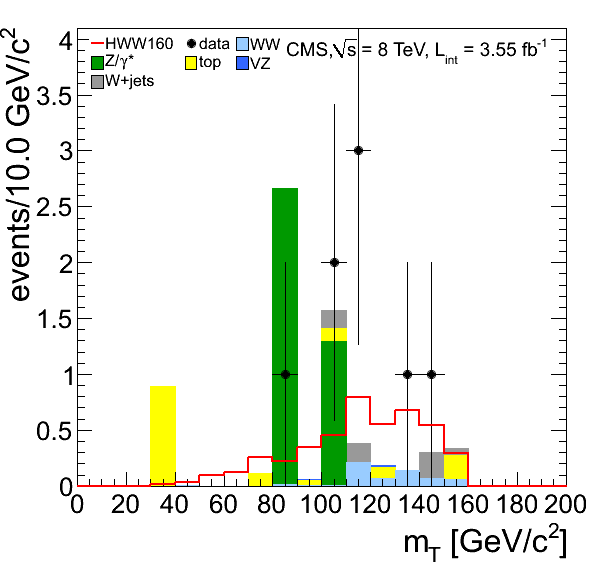 HWW160 data WW CMS,√s = 8 TeV, L_int = 3.55 fb⁻¹
Z/γ* top VZ
W+jets
events/10.0 GeV/c²
4
3.5
3
2.5
2
1.5
1
0.5
0
0 20 40 60 80 100 120 140 160 180 200
m_T [GeV/c²]